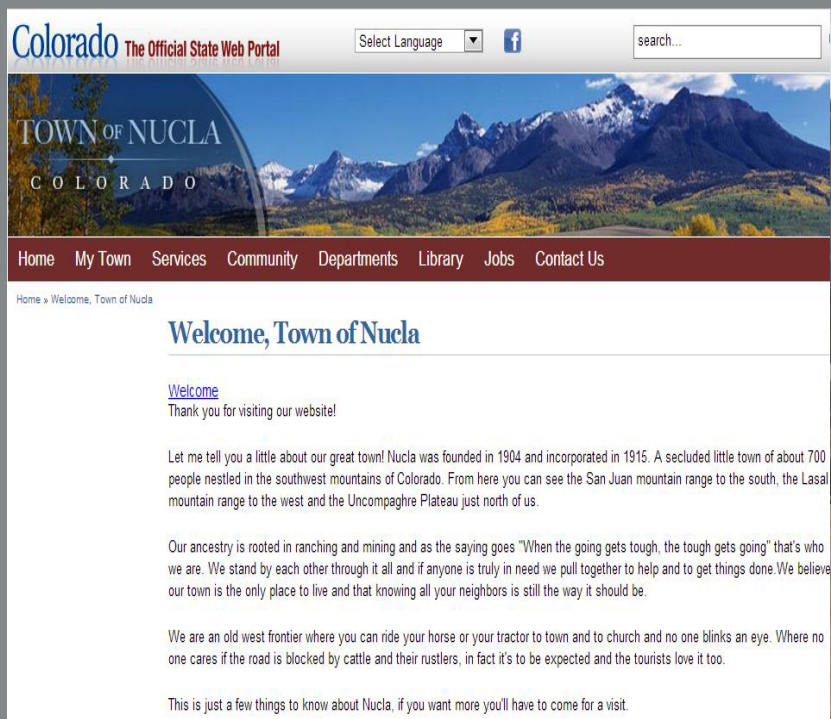 Colorado The Official State Web Portal
Select Language
f
search...
TOWN OF NUCLA
COLORADO
Home My Town Services Community Departments Library Jobs Contact Us
Home » Welcome, Town of Nucla
Welcome, Town of Nucla
Welcome
Thank you for visiting our website!
Let me tell you a little about our great town! Nucla was founded in 1904 and incorporated in 1915. A secluded little town of about 700
people nestled in the southwest mountains of Colorado. From here you can see the San Juan mountain range to the south, the Lasal
mountain range to the west and the Uncompaghre Plateau just north of us.
Our ancestry is rooted in ranching and mining and as the saying goes "When the going gets tough, the tough gets going" that's who
we are. We stand by each other through it all and if anyone is truly in need we pull together to help and to get things done.We believe
our town is the only place to live and that knowing all your neighbors is still the way it should be.
We are an old west frontier where you can ride your horse or your tractor to town and to church and no one blinks an eye. Where no
one cares if the road is blocked by cattle and their rustlers, in fact it's to be expected and the tourists love it too.
This is just a few things to know about Nucla, if you want more you'll have to come for a visit.